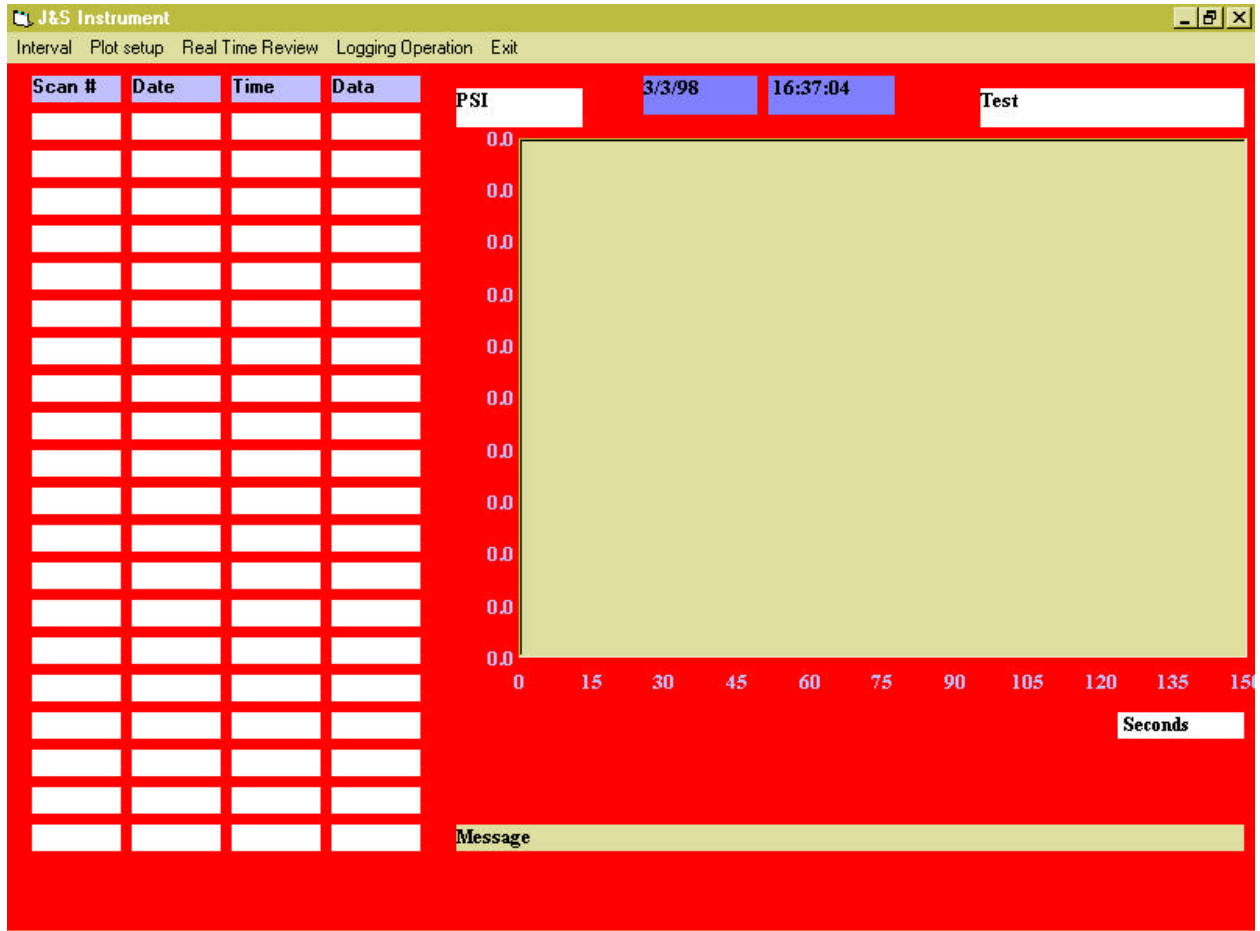 J&S Instrument
Interval Plot setup Real Time Review Logging Operation Exit
Scan # Date Time Data
PSI
3/3/98 16:37:04
Test
0.0
0.0
0.0
0.0
0.0
0.0
0.0
0.0
0.0
0.0
0.0
0 15 30 45 60 75 90 105 120 135 150
Seconds
Message